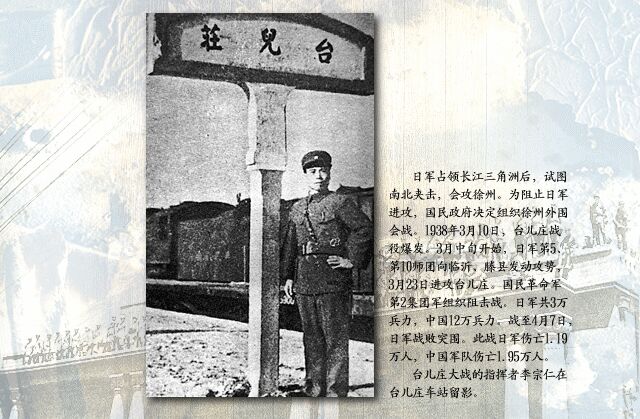 台兒莊
日军占领长江三角洲后，试图
南北夹击，会攻徐州。为阻止日军
进攻，国民政府决定组织徐州外围
会战。1938年3月10日，台儿庄战
役爆发。3月中旬开始，日军第5、
第10师团向临沂，滕县发动攻势，
3月23日进攻台儿庄。国民革命军
第2集团军组织阻击战。日军共3万
兵力，中国12万兵力。战至4月7日，
日军战败突围。此战日军伤亡1.19
万人，中国军队伤亡1.95万人。
台儿庄大战的指挥者李宗仁在
台儿庄车站留影。